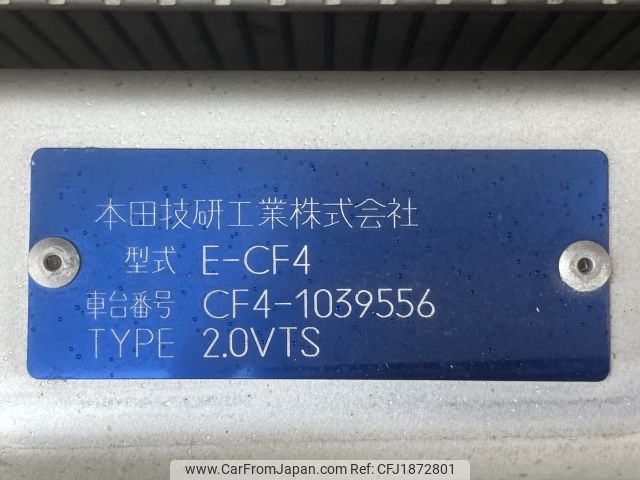 本田技研工業株式会社
型式 E-CF4
車台番号 CF4-1039556
TYPE 2.0VTS
www.CarFromJapan.com | Ref No. CFJ1872801